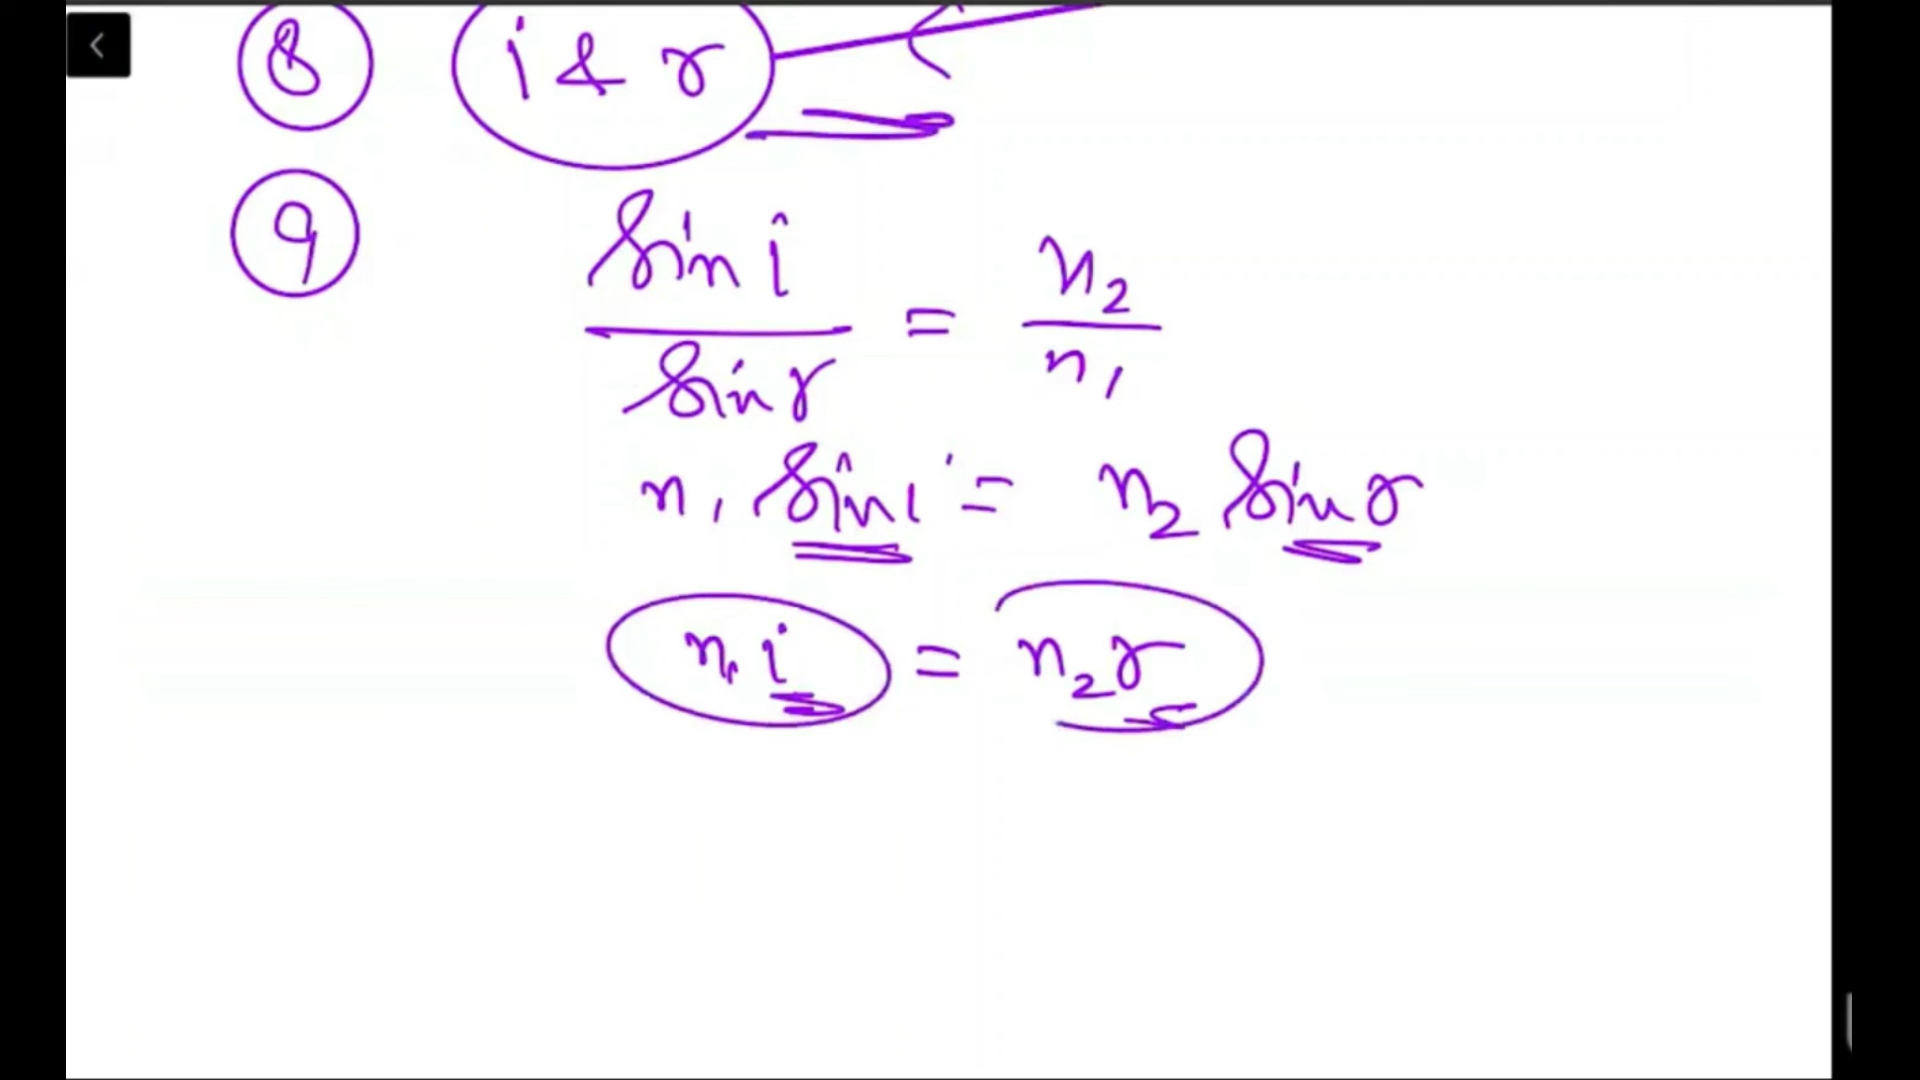 8 i & r
9 sin i / sin r = n₂ / n₁
n₁ sin i = n₂ sin r
n₁ i = n₂ r